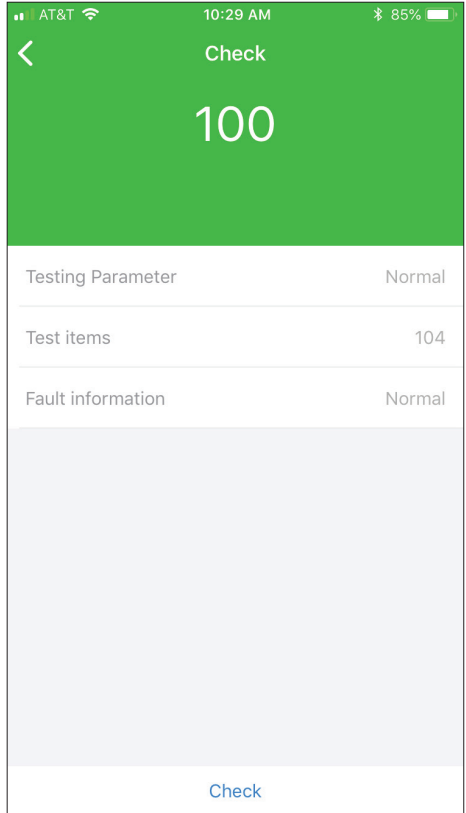 AT&T 10:29 AM 85%
Check
100
Testing Parameter Normal
Test items 104
Fault information Normal
Check